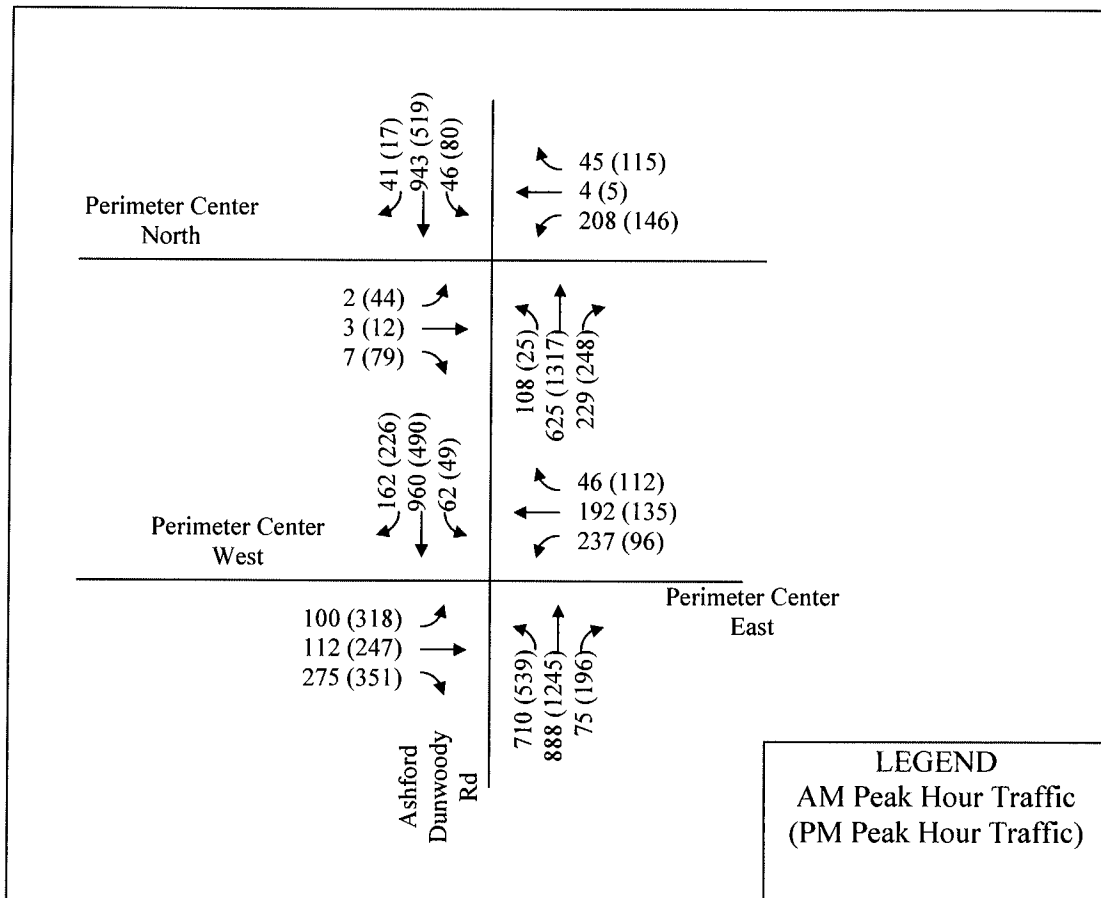 41 (17)
943 (519)
46 (80)
45 (115)
4 (5)
208 (146)
Perimeter Center
North
2 (44)
3 (12)
7 (79)
108 (25)
625 (1317)
229 (248)
162 (226)
960 (490)
62 (49)
46 (112)
192 (135)
237 (96)
Perimeter Center
West
Perimeter Center
East
100 (318)
112 (247)
275 (351)
710 (539)
888 (1245)
75 (196)
Ashford
Dunwoody
Rd
LEGEND
AM Peak Hour Traffic
(PM Peak Hour Traffic)